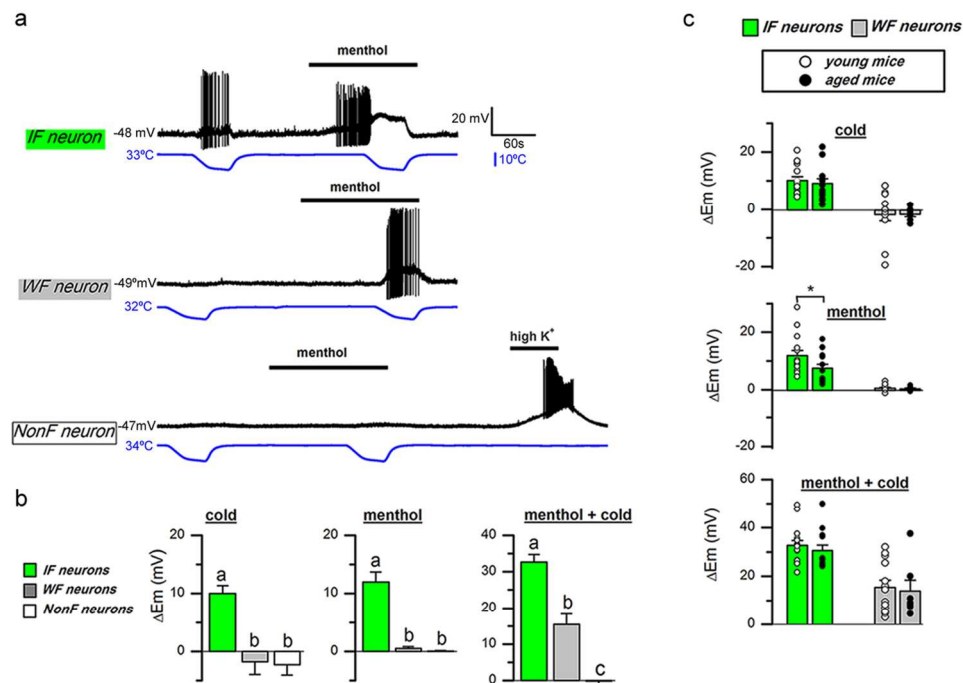 a
menthol
20 mV
60s
10ºC
IF neuron
-48 mV
33ºC
menthol
WF neuron
-49ºmV
32ºC
high K+
menthol
NonF neuron
-47mV
34ºC
b
IF neurons
WF neurons
NonF neurons
cold
ΔEm (mV)
20
10
0
a
b
b
menthol
20
10
0
a
b
b
menthol + cold
40
30
20
10
0
a
b
c
c
IF neurons WF neurons
young mice
aged mice
cold
ΔEm (mV)
20
0
-20
menthol
*
ΔEm (mV)
20
0
-20
menthol + cold
ΔEm (mV)
60
40
20
0